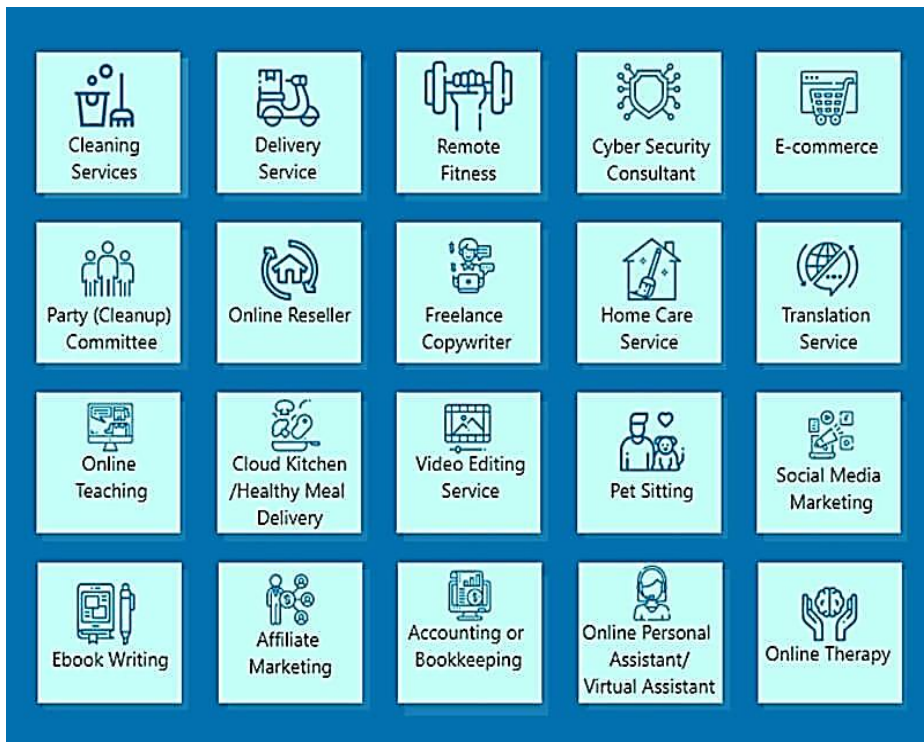 Cleaning
Services
Delivery
Service
Remote
Fitness
Cyber Security
Consultant
E-commerce
Party (Cleanup)
Committee
Online Reseller
Freelance
Copywriter
Home Care
Service
Translation
Service
Online
Teaching
Cloud Kitchen
/Healthy Meal
Delivery
Video Editing
Service
Pet Sitting
Social Media
Marketing
Ebook Writing
Affiliate
Marketing
Accounting or
Bookkeeping
Online Personal
Assistant/
Virtual Assistant
Online Therapy